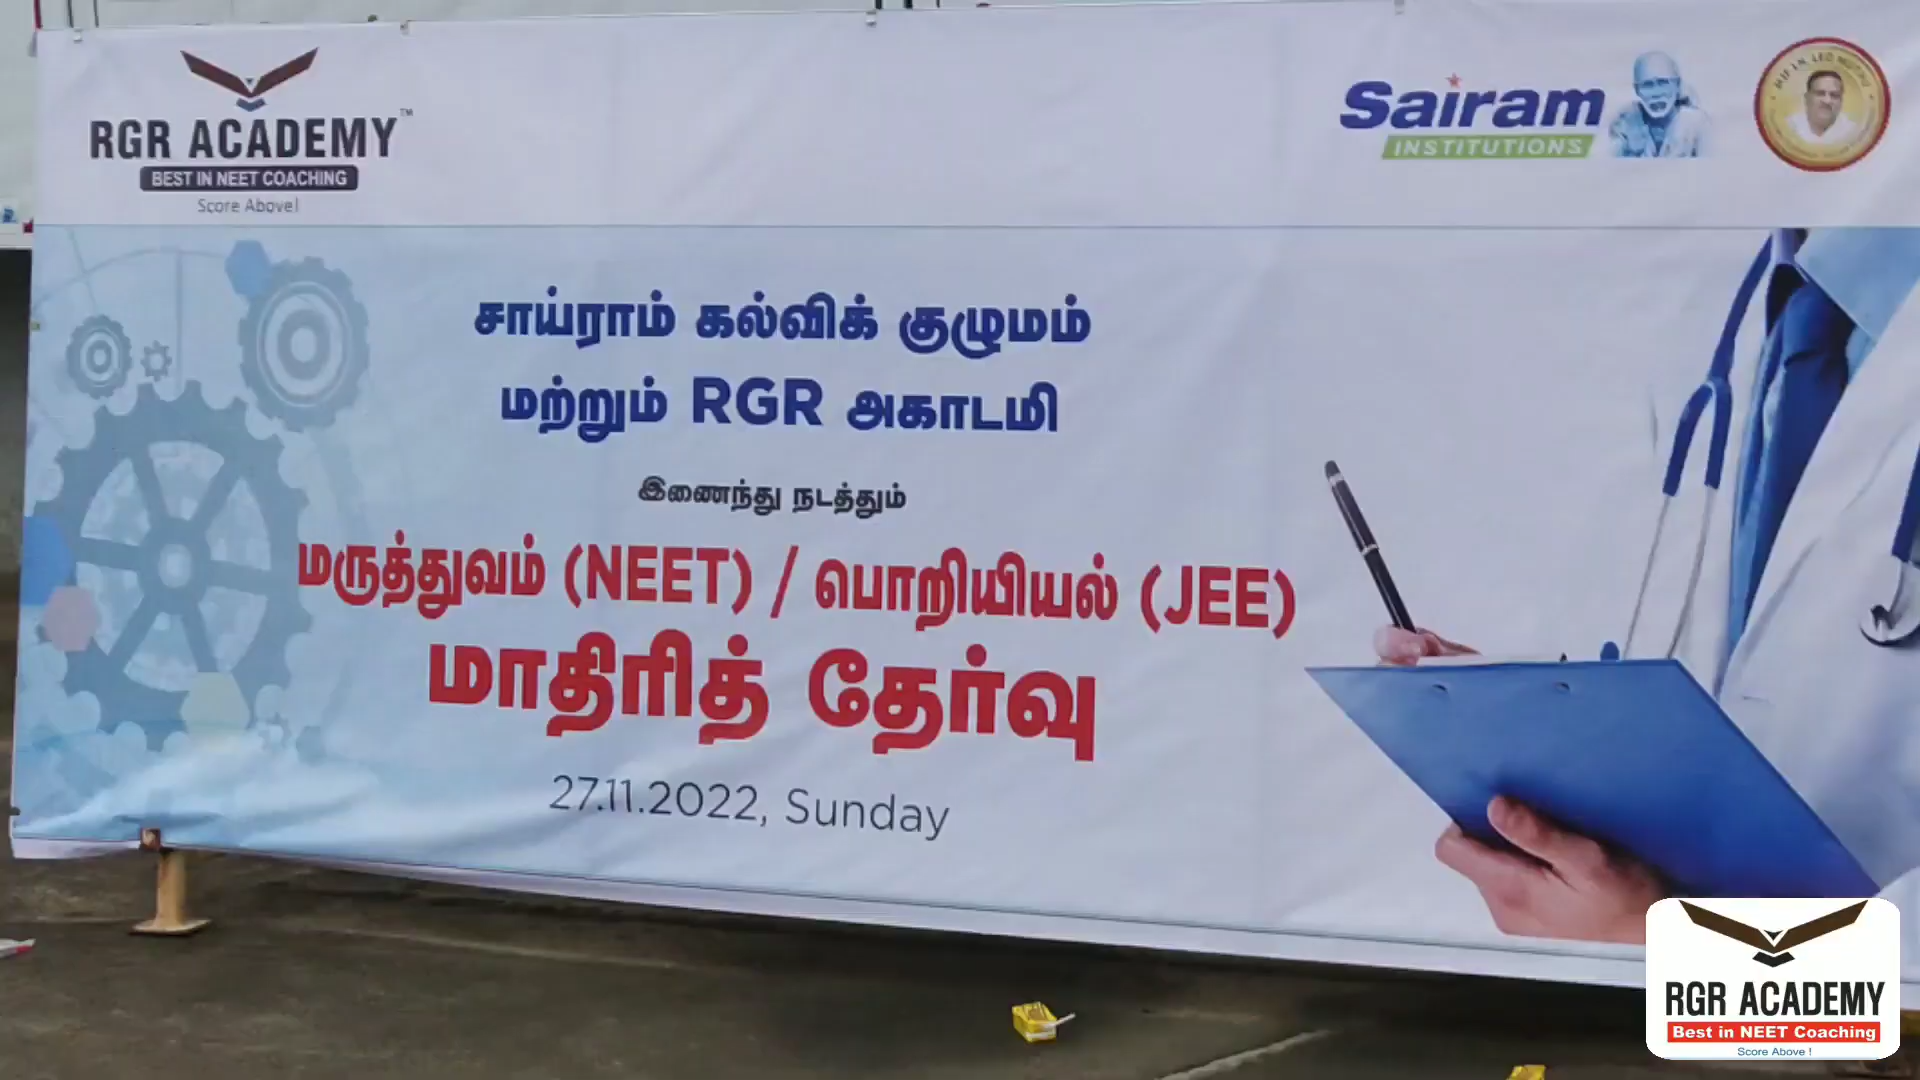 RGR ACADEMY™
BEST IN NEET COACHING
Score Above!
Sairam
INSTITUTIONS
சாய்ராம் கல்விக் குழுமம்
மற்றும் RGR அகாடமி
இணைந்து நடத்தும்
மருத்துவம் (NEET) / பொறியியல் (JEE)
மாதிரித் தேர்வு
27.11.2022, Sunday
RGR ACADEMY
Best in NEET Coaching
Score Above !